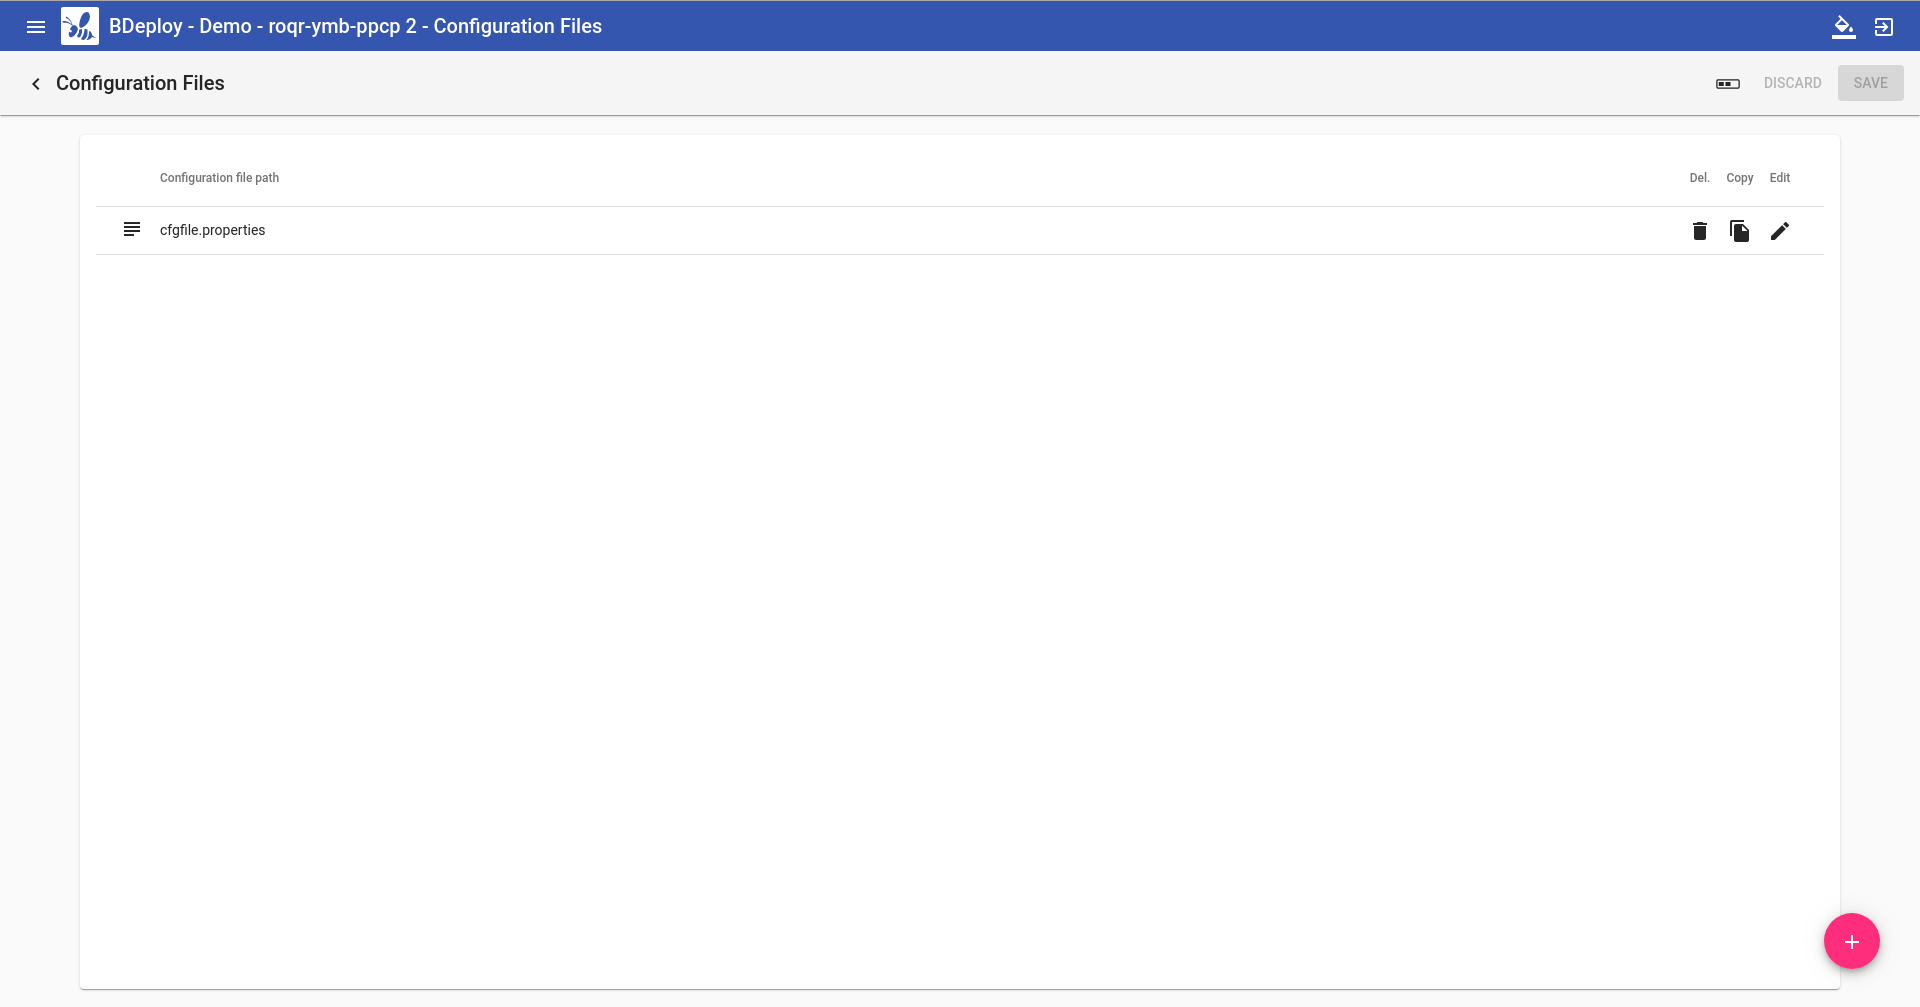 BDeploy - Demo - roqr-ymb-ppcp 2 - Configuration Files
Configuration Files
DISCARD
SAVE
Configuration file path
Del.
Copy
Edit
cfgfile.properties